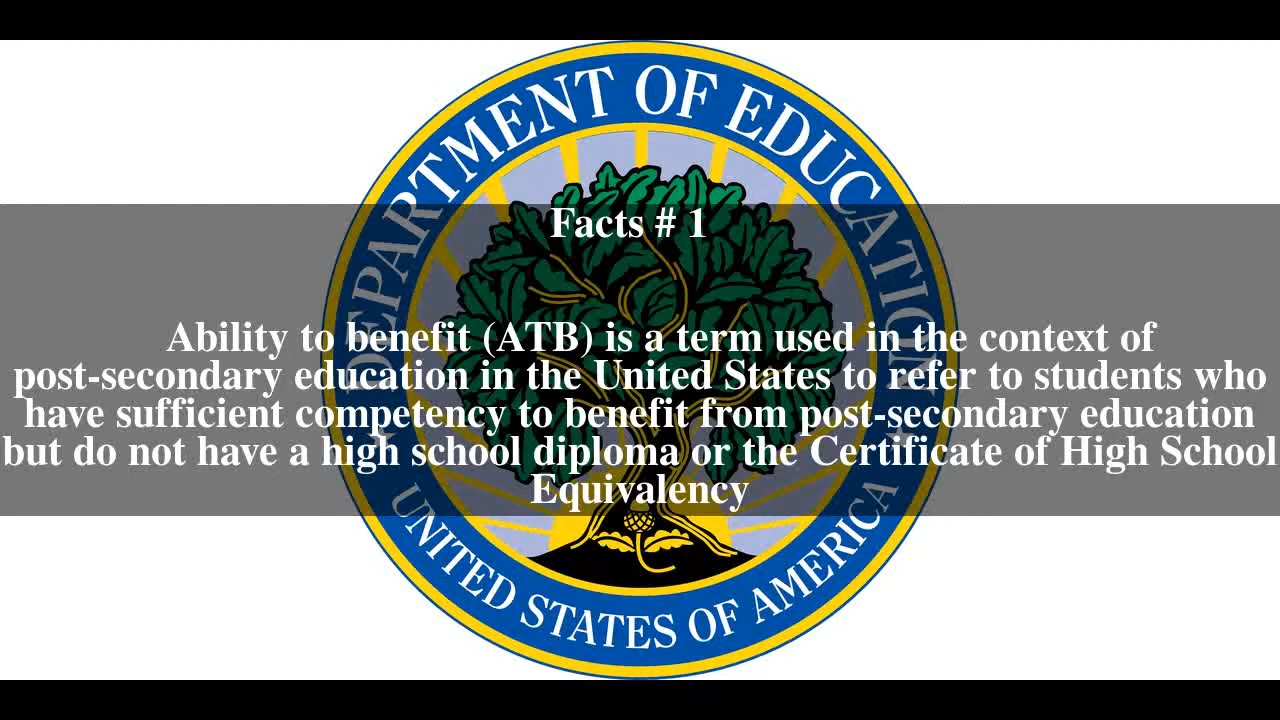 DEPARTMENT OF EDUCATION
Facts # 1
Ability to benefit (ATB) is a term used in the context of
post-secondary education in the United States to refer to students who
have sufficient competency to benefit from post-secondary education
but do not have a high school diploma or the Certificate of High School
Equivalency
UNITED STATES OF AMERICA